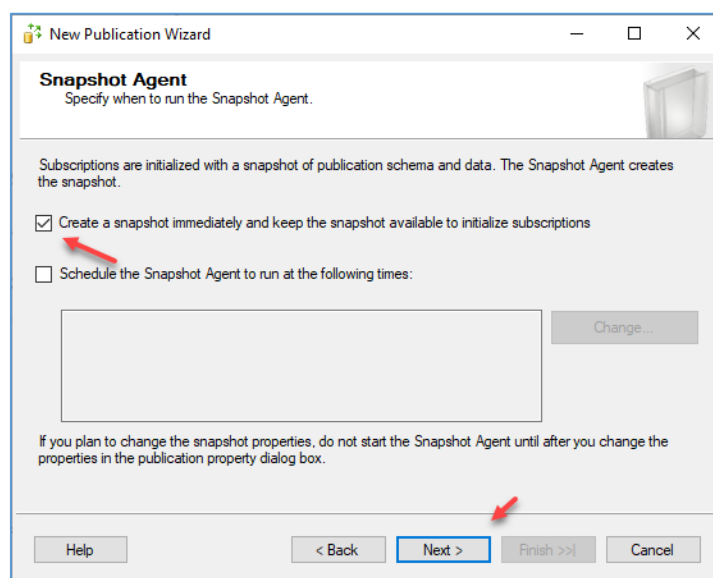 New Publication Wizard
Snapshot Agent
Specify when to run the Snapshot Agent.
Subscriptions are initialized with a snapshot of publication schema and data. The Snapshot Agent creates
the snapshot.
Create a snapshot immediately and keep the snapshot available to initialize subscriptions
Schedule the Snapshot Agent to run at the following times:
Change...
If you plan to change the snapshot properties, do not start the Snapshot Agent until after you change the
properties in the publication property dialog box.
Help < Back Next > Finish >>| Cancel